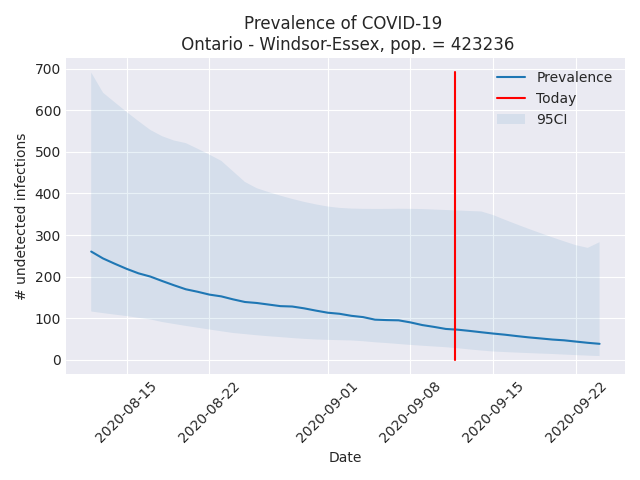 Prevalence of COVID-19
Ontario - Windsor-Essex, pop. = 423236
Prevalence
Today
95CI
# undetected infections
700
600
500
400
300
200
100
0
2020-08-15
2020-08-22
2020-09-01
2020-09-08
2020-09-15
2020-09-22
Date